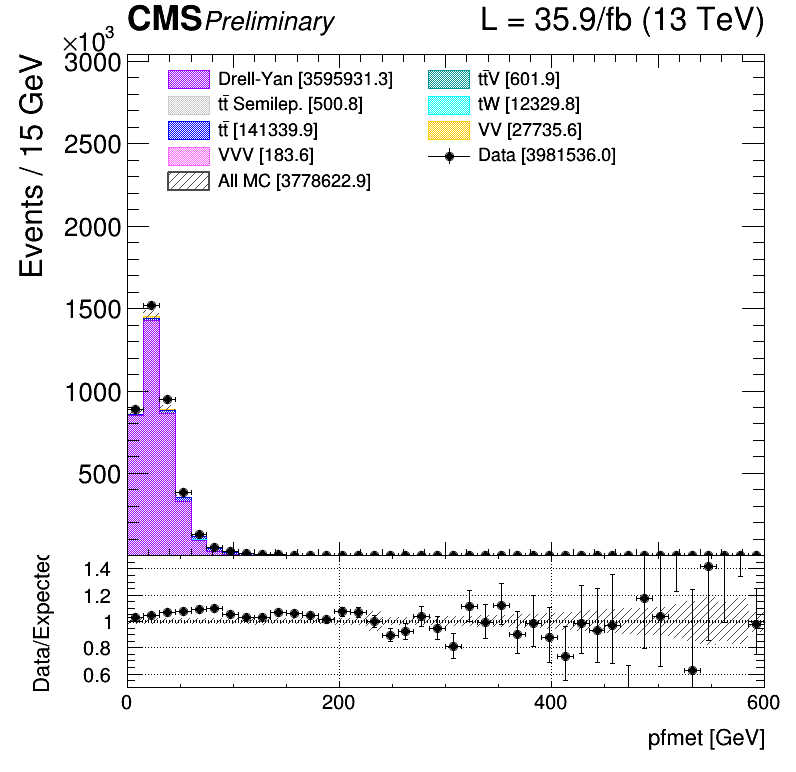 CMS Preliminary L = 35.9/fb (13 TeV)
×10³
Events / 15 GeV
3000
2500
2000
1500
1000
500
Drell-Yan [3595931.3]
tt̄ Semilep. [500.8]
tt̄ [141339.9]
VVV [183.6]
All MC [3778622.9]
tt̄V [601.9]
tW [12329.8]
VV [27735.6]
Data [3981536.0]
Data/Expected
1.4
1.2
1
0.8
0.6
0 200 400 600
pfmet [GeV]